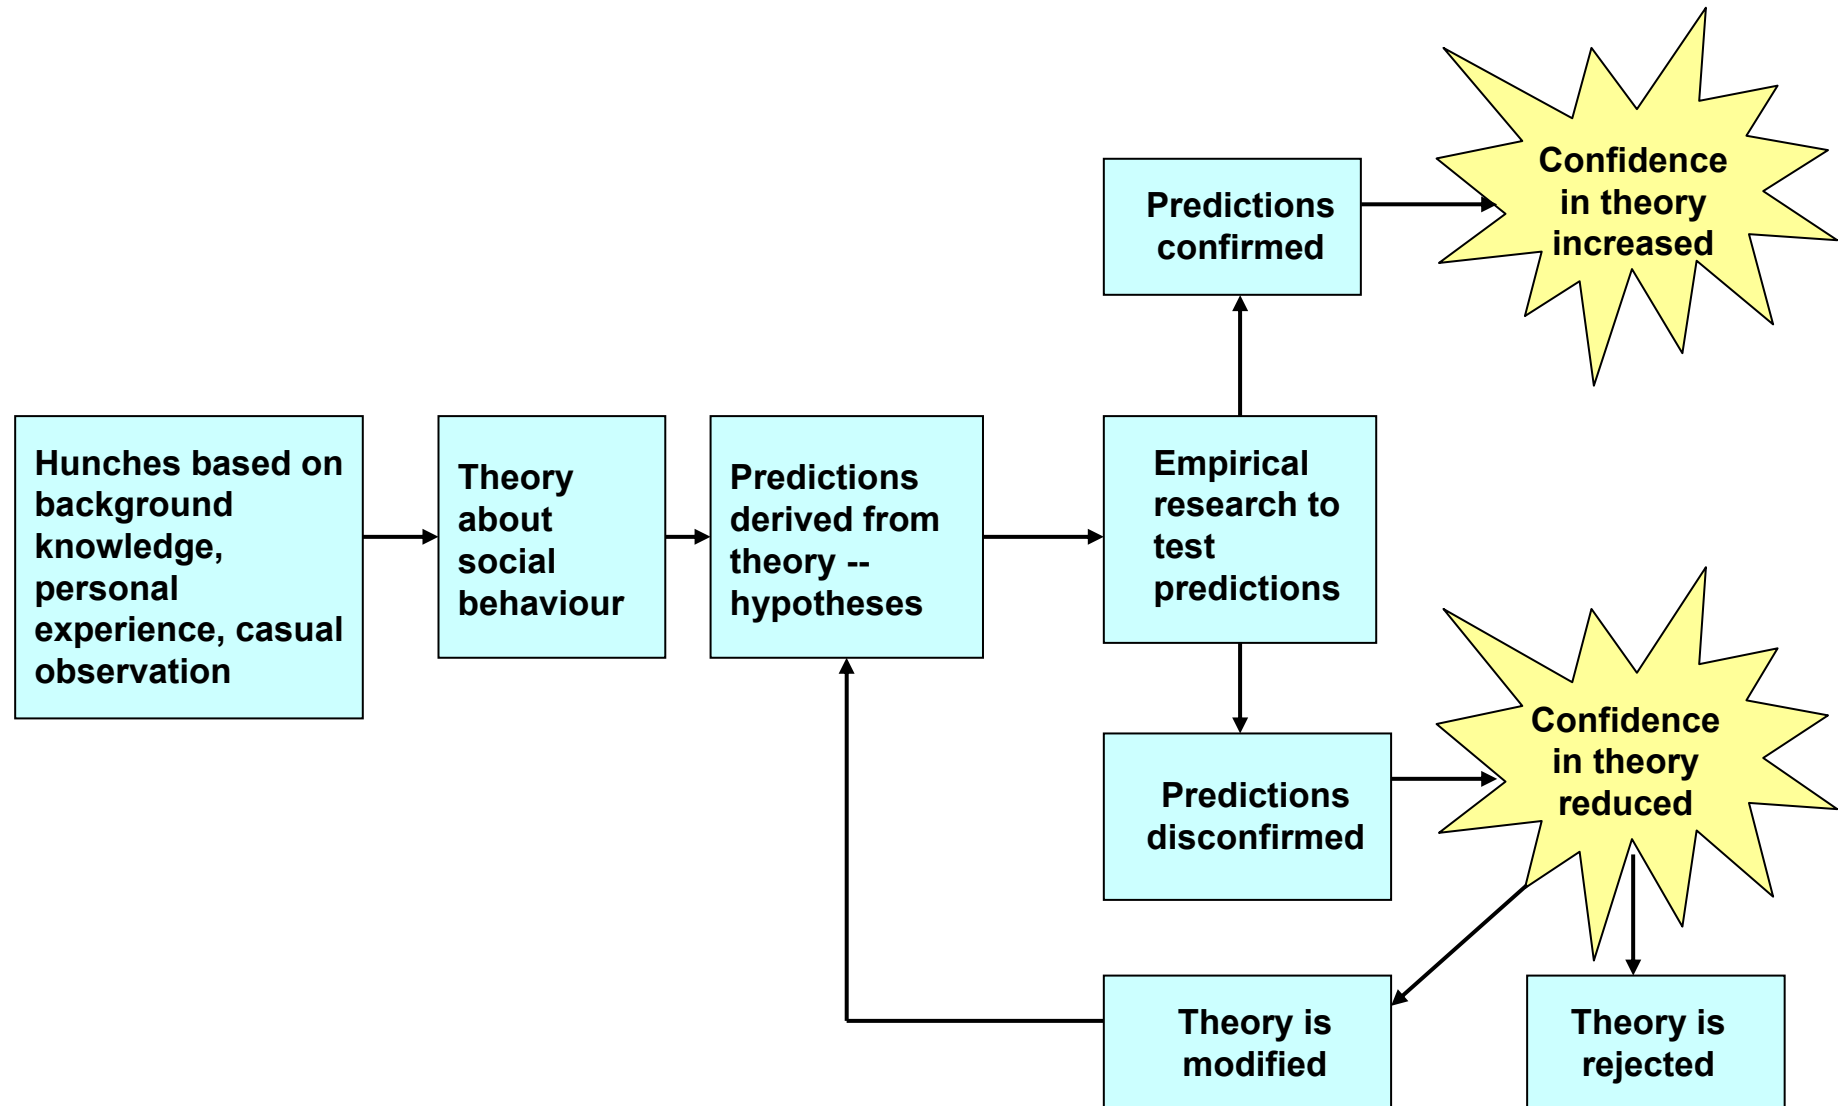 Confidence
in theory
increased
Predictions
confirmed
Hunches based on
background
knowledge,
personal
experience, casual
observation
Theory
about
social
behaviour
Predictions
derived from
theory --
hypotheses
Empirical
research to
test
predictions
Confidence
in theory
reduced
Predictions
disconfirmed
Theory is
modified
Theory is
rejected